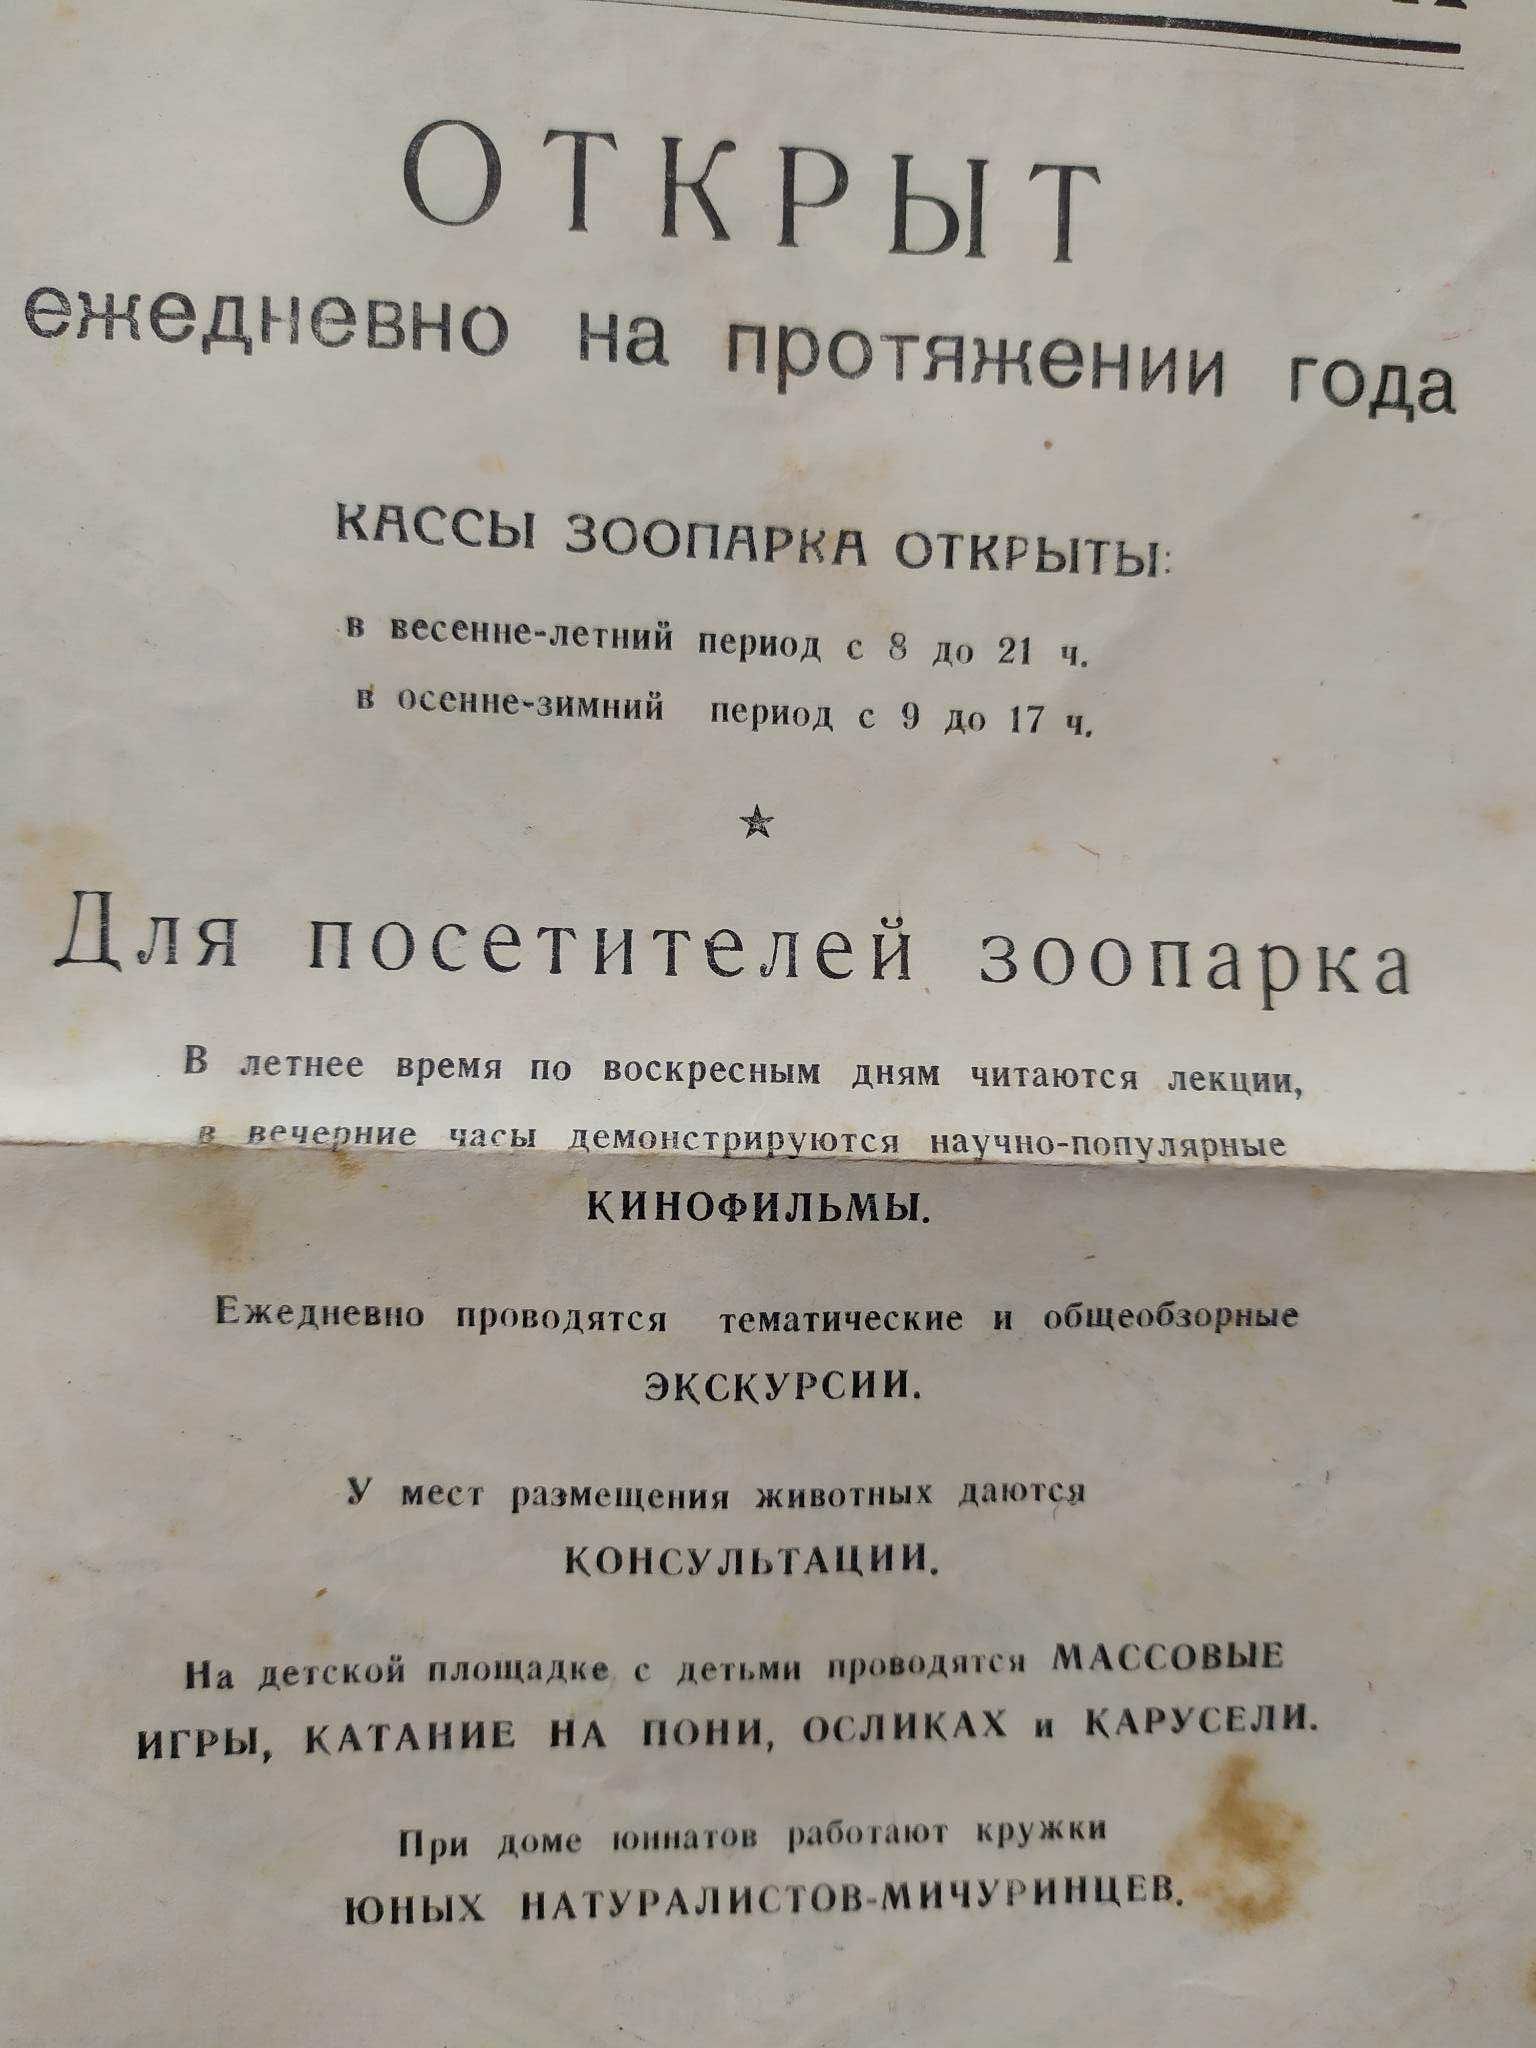 ОТКРЫТ
ежедневно на протяжении года
КАССЫ ЗООПАРКА ОТКРЫТЫ:
в весенне-летний период с 8 до 21 ч.
в осенне-зимний период с 9 до 17 ч.
Для посетителей зоопарка
В летнее время по воскресным дням читаются лекции,
в вечерние часы демонстрируются научно-популярные
КИНОФИЛЬМЫ.
Ежедневно проводятся тематические и общеобзорные
ЭКСКУРСИИ.
У мест размещения животных даются
КОНСУЛЬТАЦИИ.
На детской площадке с детьми проводятся МАССОВЫЕ
ИГРЫ, КАТАНИЕ НА ПОНИ, ОСЛИКАХ и КАРУСЕЛИ.
При доме юннатов работают кружки
ЮНЫХ НАТУРАЛИСТОВ-МИЧУРИНЦЕВ.